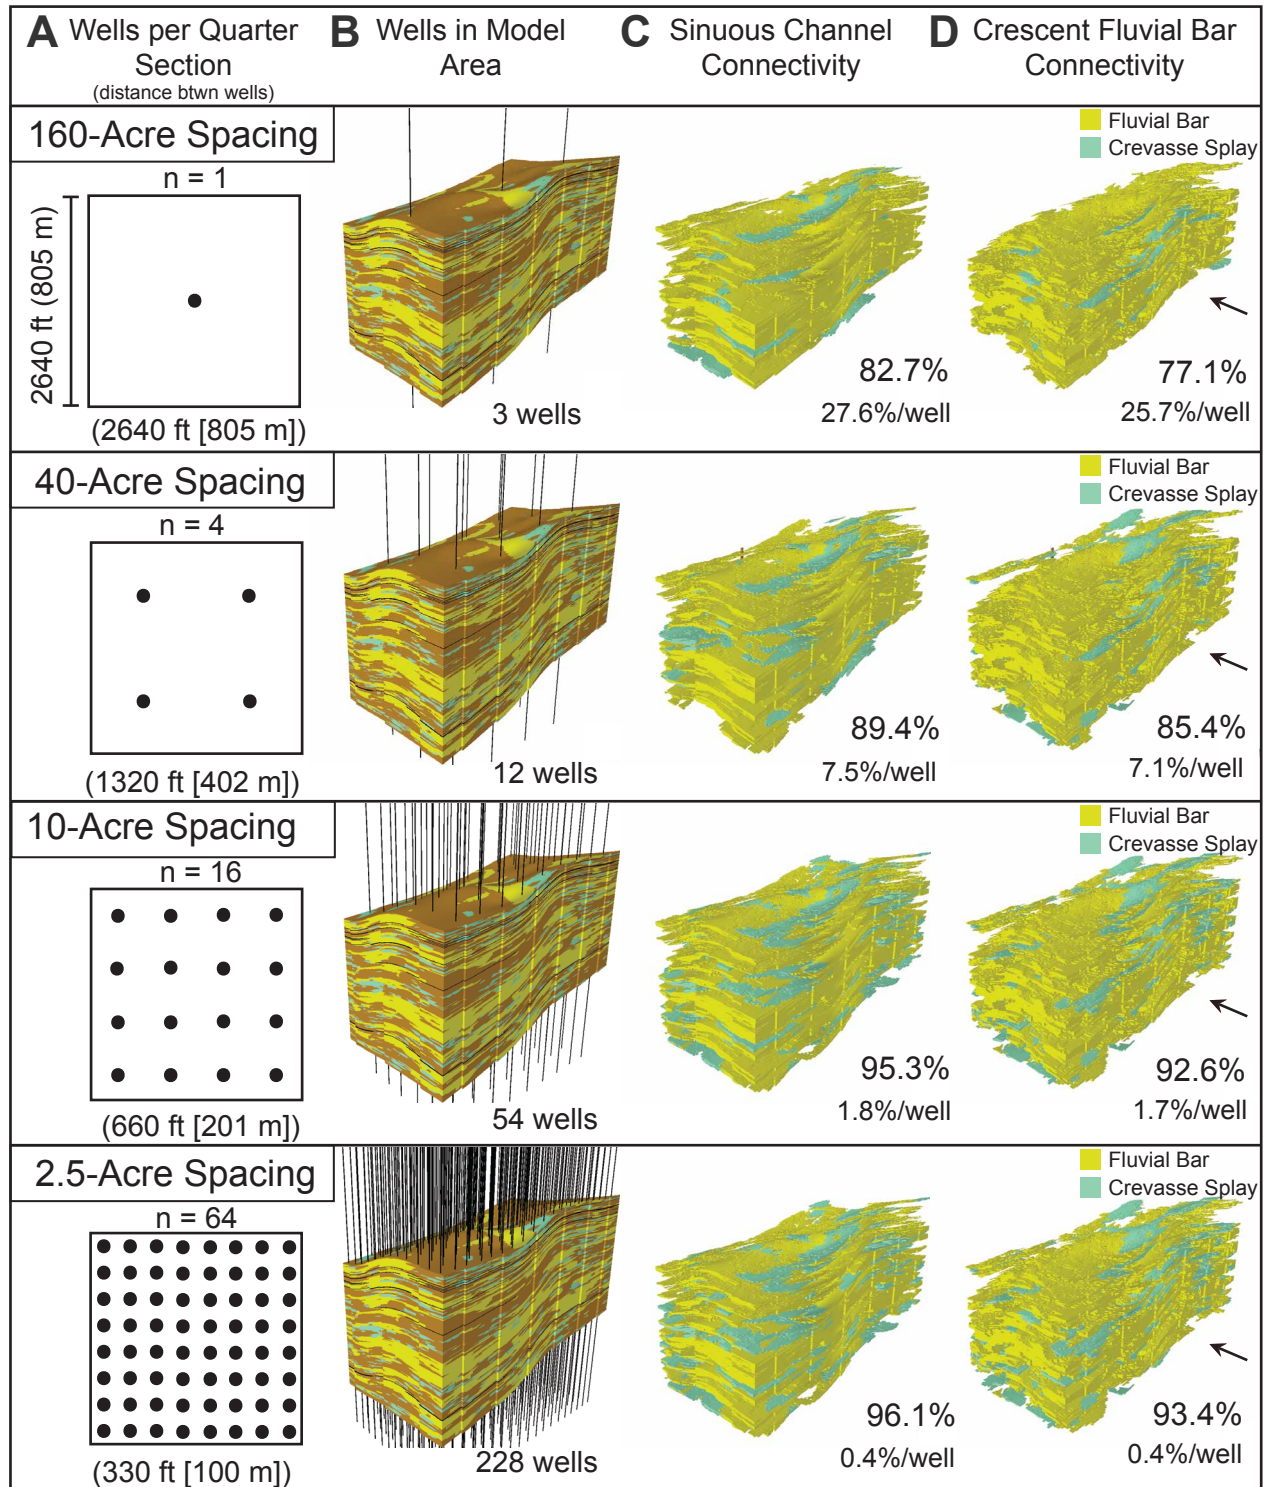 A Wells per Quarter
Section
(distance btwn wells)
B Wells in Model
Area
C Sinuous Channel
Connectivity
D Crescent Fluvial Bar
Connectivity
160-Acre Spacing
n = 1
2640 ft (805 m)
(2640 ft [805 m])
3 wells
82.7%
27.6%/well
Fluvial Bar
Crevasse Splay
77.1%
25.7%/well
40-Acre Spacing
n = 4
(1320 ft [402 m])
12 wells
89.4%
7.5%/well
Fluvial Bar
Crevasse Splay
85.4%
7.1%/well
10-Acre Spacing
n = 16
(660 ft [201 m])
54 wells
95.3%
1.8%/well
Fluvial Bar
Crevasse Splay
92.6%
1.7%/well
2.5-Acre Spacing
n = 64
(330 ft [100 m])
228 wells
96.1%
0.4%/well
Fluvial Bar
Crevasse Splay
93.4%
0.4%/well